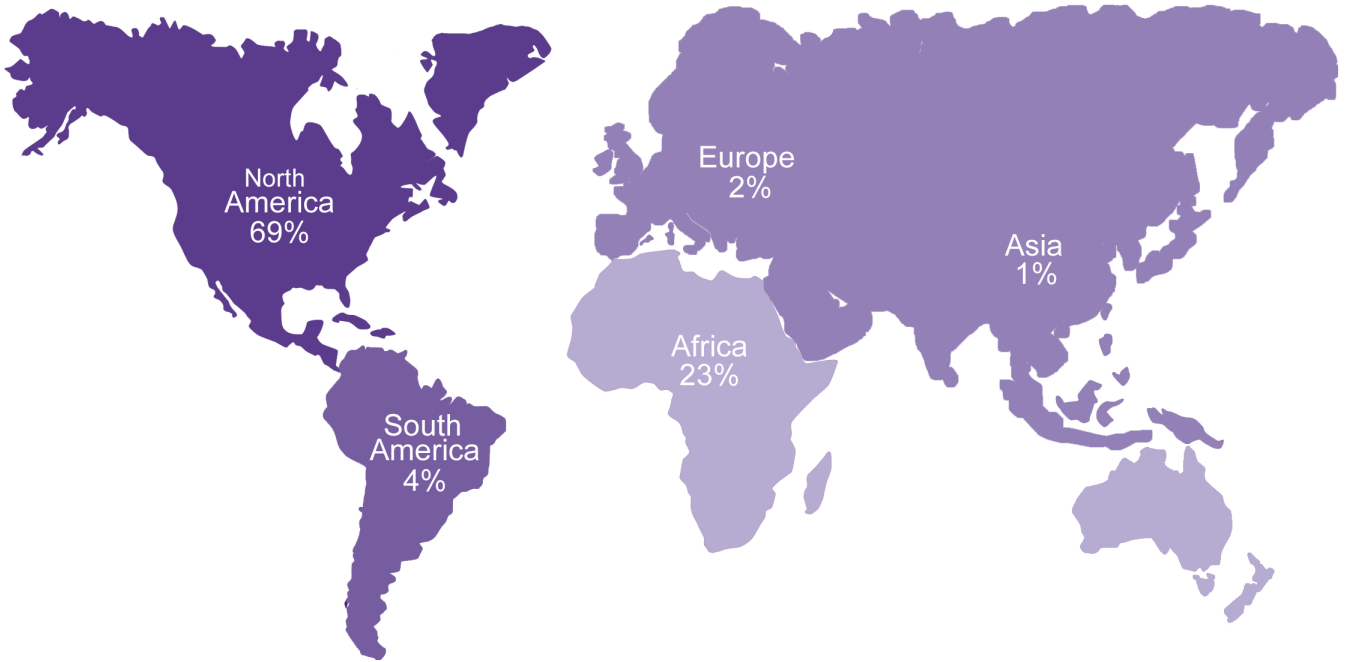 North
America
69%
South
America
4%
Europe
2%
Africa
23%
Asia
1%